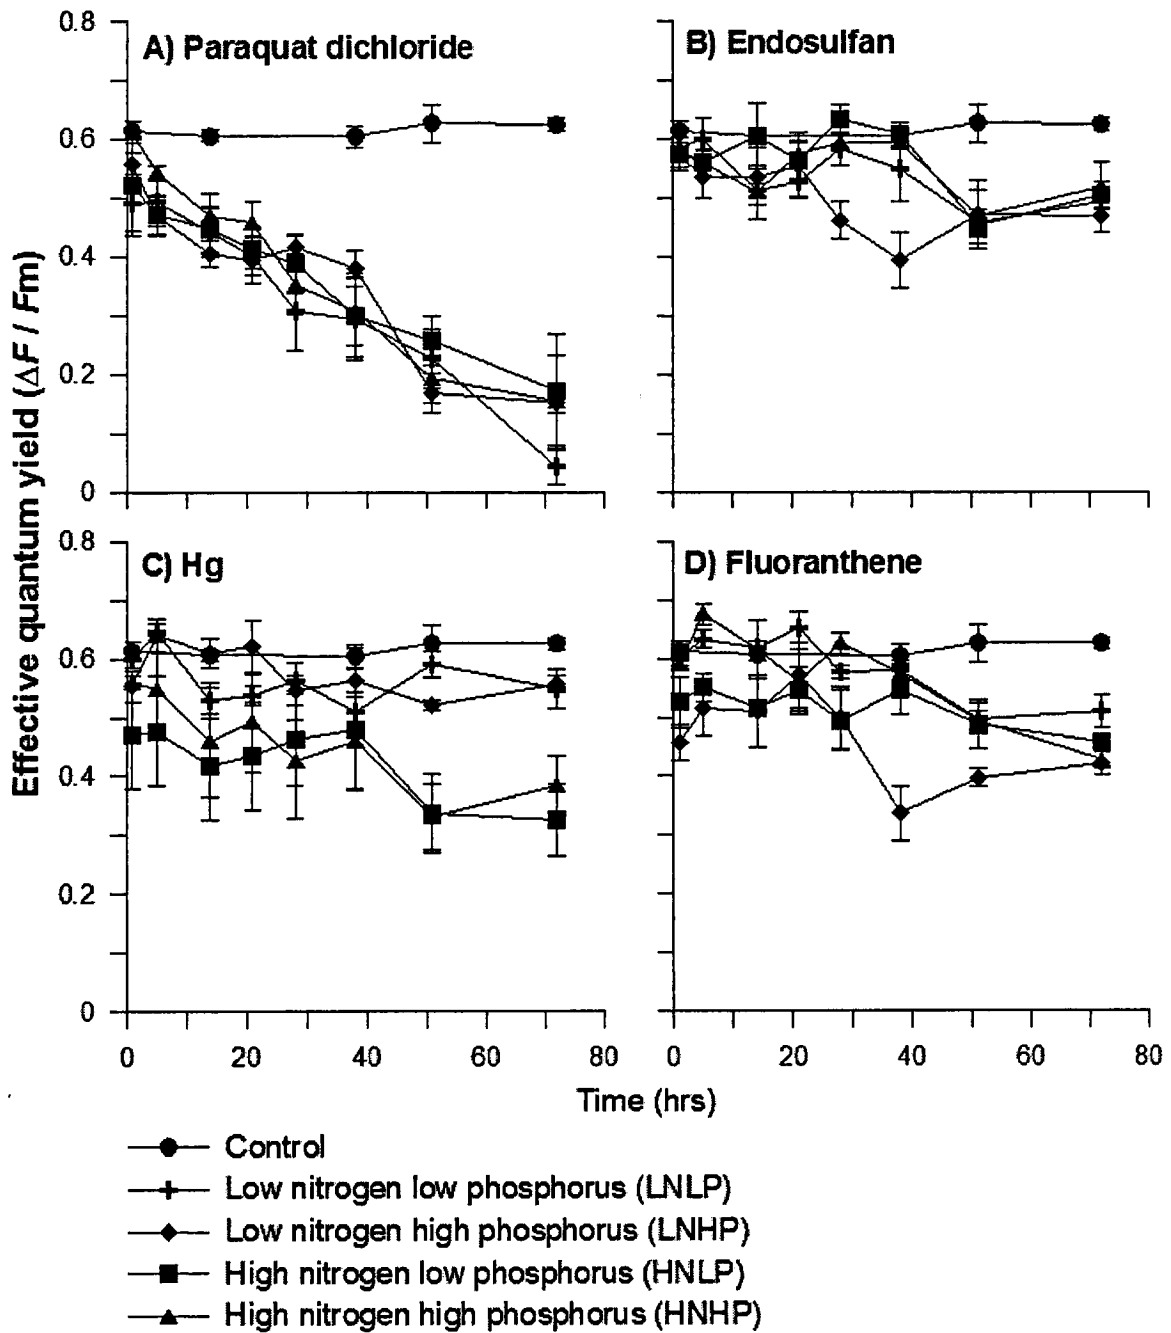 A) Paraquat dichloride
B) Endosulfan
0.8
0.6
0.4
0.2
0
C) Hg
D) Fluoranthene
0.8
0.6
0.4
0.2
0
Effective quantum yield (ΔF / Fm)
0 20 40 60 80
0 20 40 60 80
Time (hrs)
Control
Low nitrogen low phosphorus (LNLP)
Low nitrogen high phosphorus (LNHP)
High nitrogen low phosphorus (HNLP)
High nitrogen high phosphorus (HNHP)